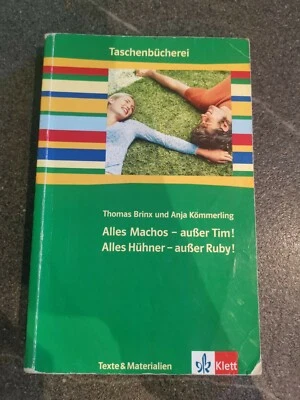 Taschenbücherei
Thomas Brinx und Anja Kömmerling
Alles Machos – außer Tim!
Alles Hühner – außer Ruby!
Texte & Materialien
Klett